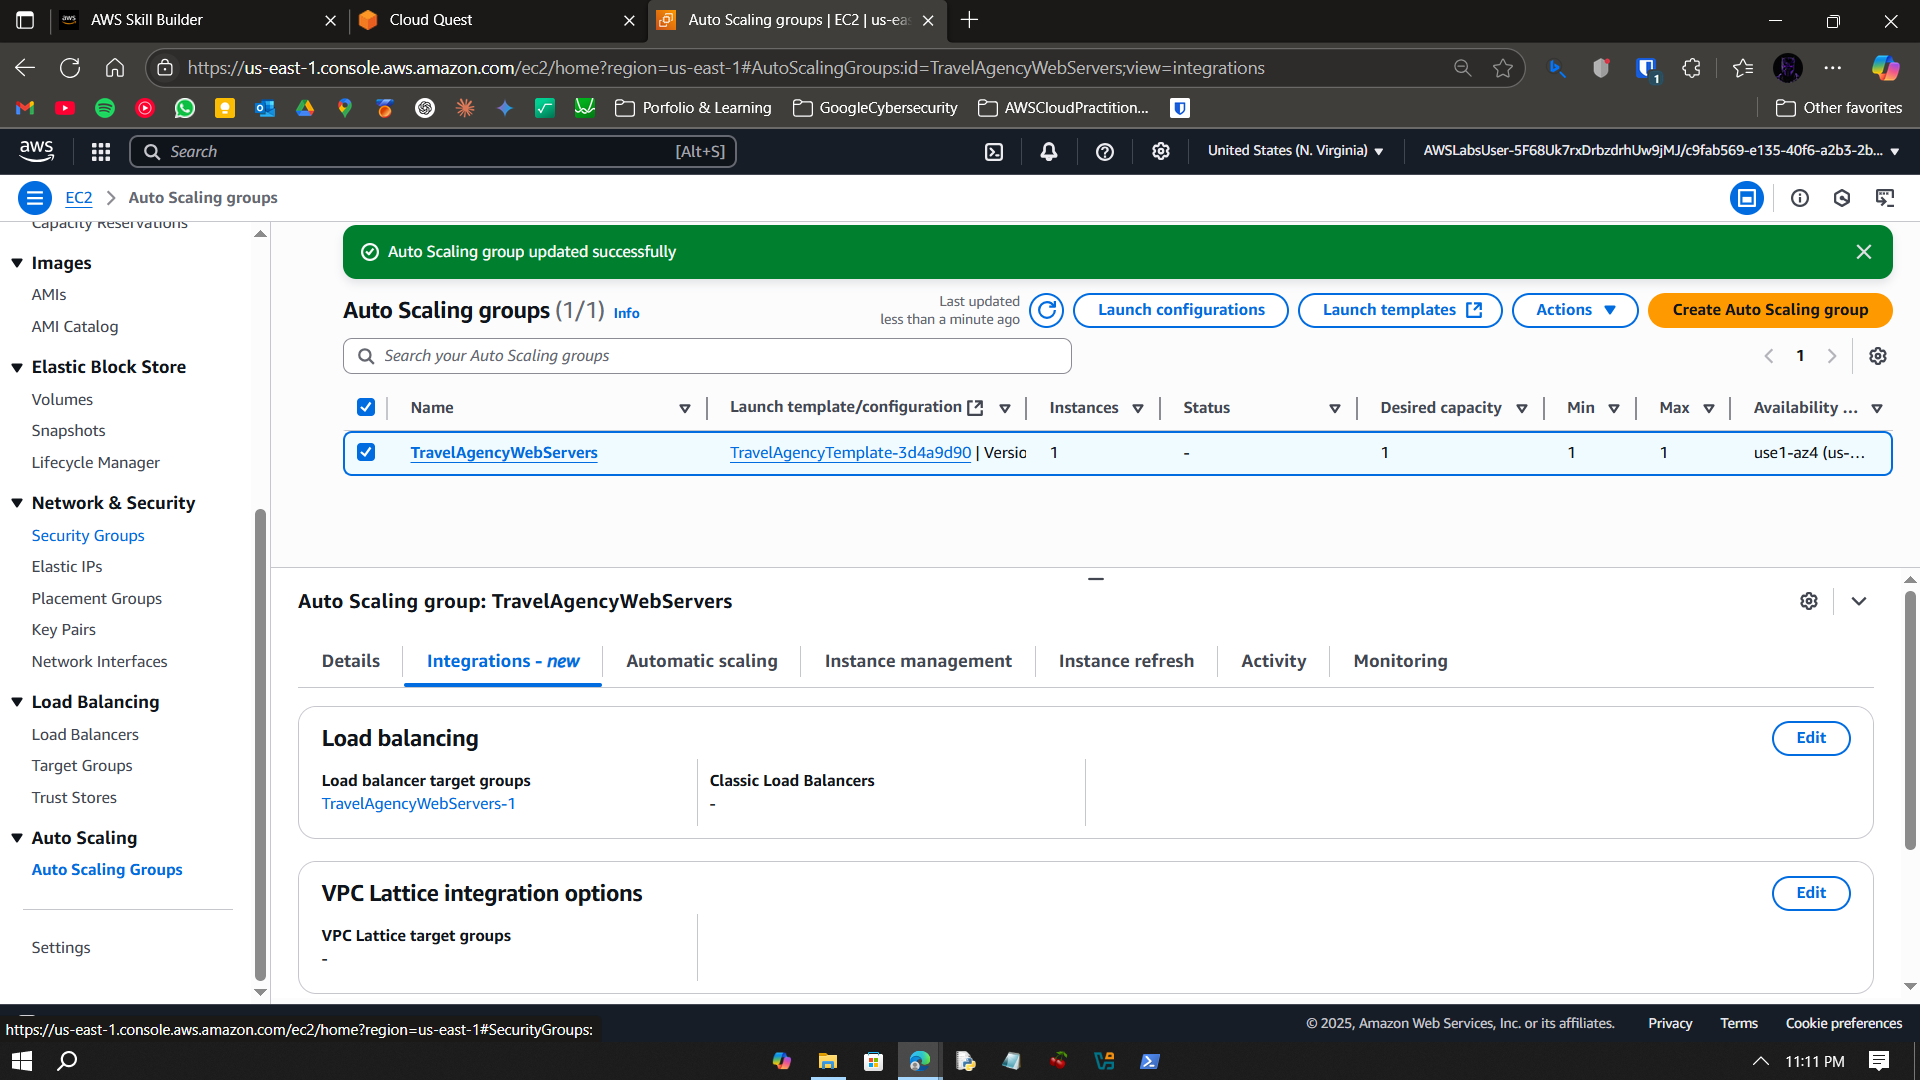 AWS Skill Builder
Cloud Quest
Auto Scaling groups | EC2 | us-eas
https://us-east-1.console.aws.amazon.com/ec2/home?region=us-east-1#AutoScalingGroups:id=TravelAgencyWebServers;view=integrations
1
Porfolio & Learning
GoogleCybersecurity
AWSCloudPractition...
Other favorites
aws
Search
[Alt+S]
United States (N. Virginia)
AWSLabsUser-5F68Uk7rxDrbzdrhUw9jMJ/c9fab569-e135-40f6-a2b3-2b...
EC2
Auto Scaling groups
Capacity Reservations
Images
AMIs
AMI Catalog
Elastic Block Store
Volumes
Snapshots
Lifecycle Manager
Network & Security
Security Groups
Elastic IPs
Placement Groups
Key Pairs
Network Interfaces
Load Balancing
Load Balancers
Target Groups
Trust Stores
Auto Scaling
Auto Scaling Groups
Settings
Auto Scaling group updated successfully
Auto Scaling groups (1/1) Info
Last updated
less than a minute ago
Launch configurations
Launch templates
Actions
Create Auto Scaling group
Search your Auto Scaling groups
1
Name Launch template/configuration Instances Status Desired capacity Min Max Availability ...
TravelAgencyWebServers TravelAgencyTemplate-3d4a9d90 | Versio 1 - 1 1 1 use1-az4 (us-...
Auto Scaling group: TravelAgencyWebServers
Details
Integrations - new
Automatic scaling
Instance management
Instance refresh
Activity
Monitoring
Load balancing
Edit
Load balancer target groups
TravelAgencyWebServers-1
Classic Load Balancers
-
VPC Lattice integration options
Edit
VPC Lattice target groups
-
https://us-east-1.console.aws.amazon.com/ec2/home?region=us-east-1#SecurityGroups:
© 2025, Amazon Web Services, Inc. or its affiliates.
Privacy
Terms
Cookie preferences
11:11 PM